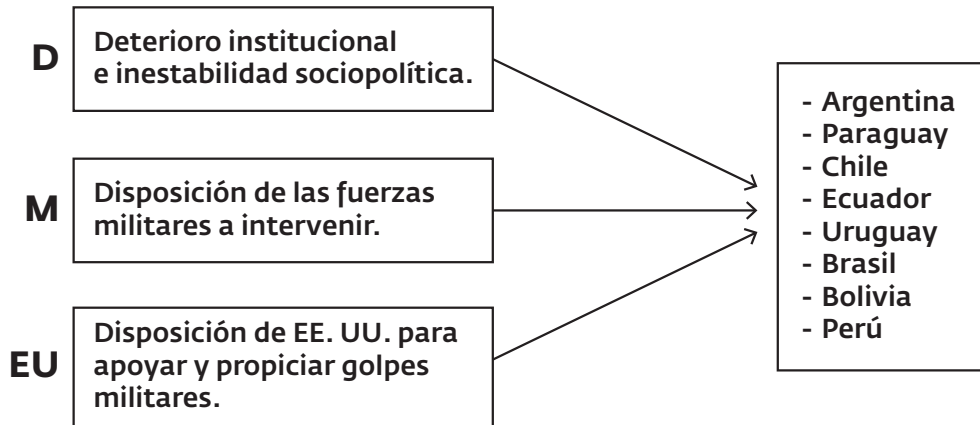 D
Deterioro institucional
e inestabilidad sociopolítica.
M
Disposición de las fuerzas
militares a intervenir.
EU
Disposición de EE. UU. para
apoyar y propiciar golpes
militares.
- Argentina
- Paraguay
- Chile
- Ecuador
- Uruguay
- Brasil
- Bolivia
- Perú